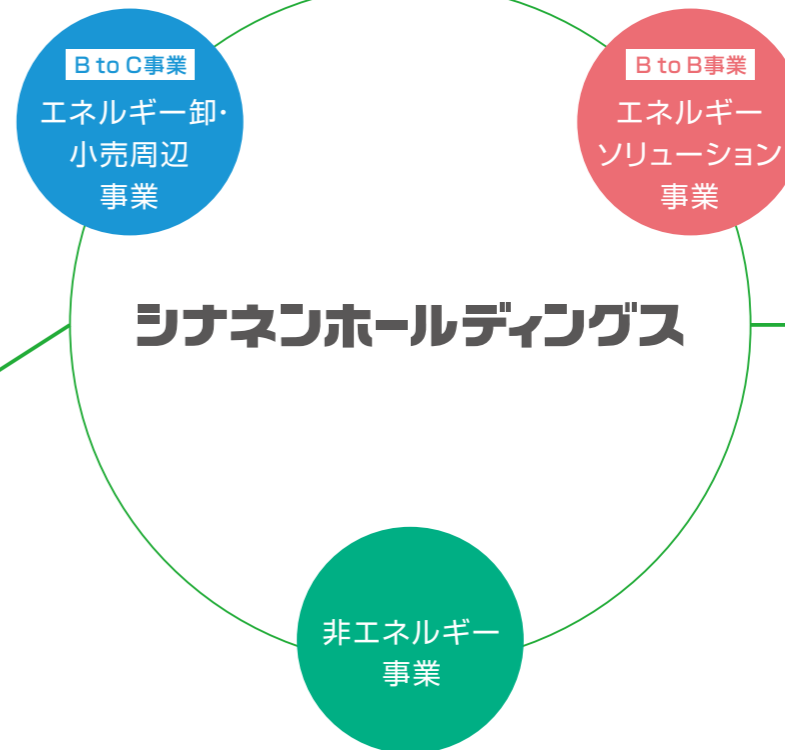 B to C事業
エネルギー卸・
小売周辺
事業
B to B事業
エネルギー
ソリューション
事業
シナネンホールディングス
非エネルギー
事業